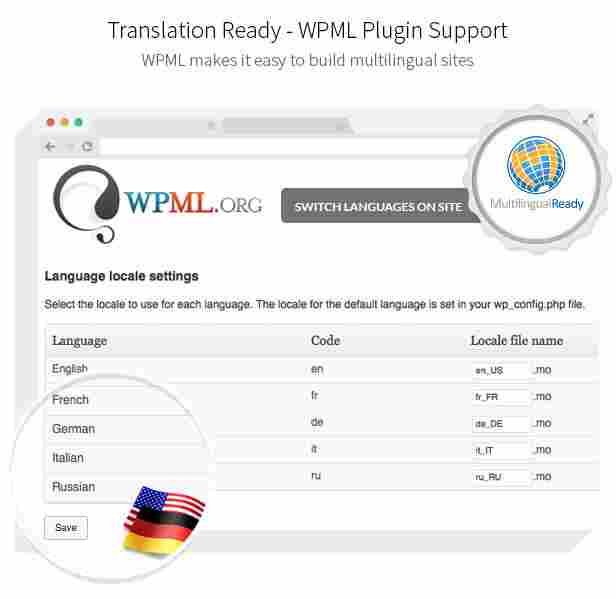 Translation Ready - WPML Plugin Support
WPML makes it easy to build multilingual sites
WPML.ORG
SWITCH LANGUAGES ON SITE
MultilingualReady
Language locale settings
Select the locale to use for each language. The locale for the default language is set in your wp_config.php file.
Language Code Locale file name
English en en_US .mo
French fr fr_FR .mo
German de de_DE .mo
Italian it it_IT .mo
Russian ru ru_RU .mo
Save